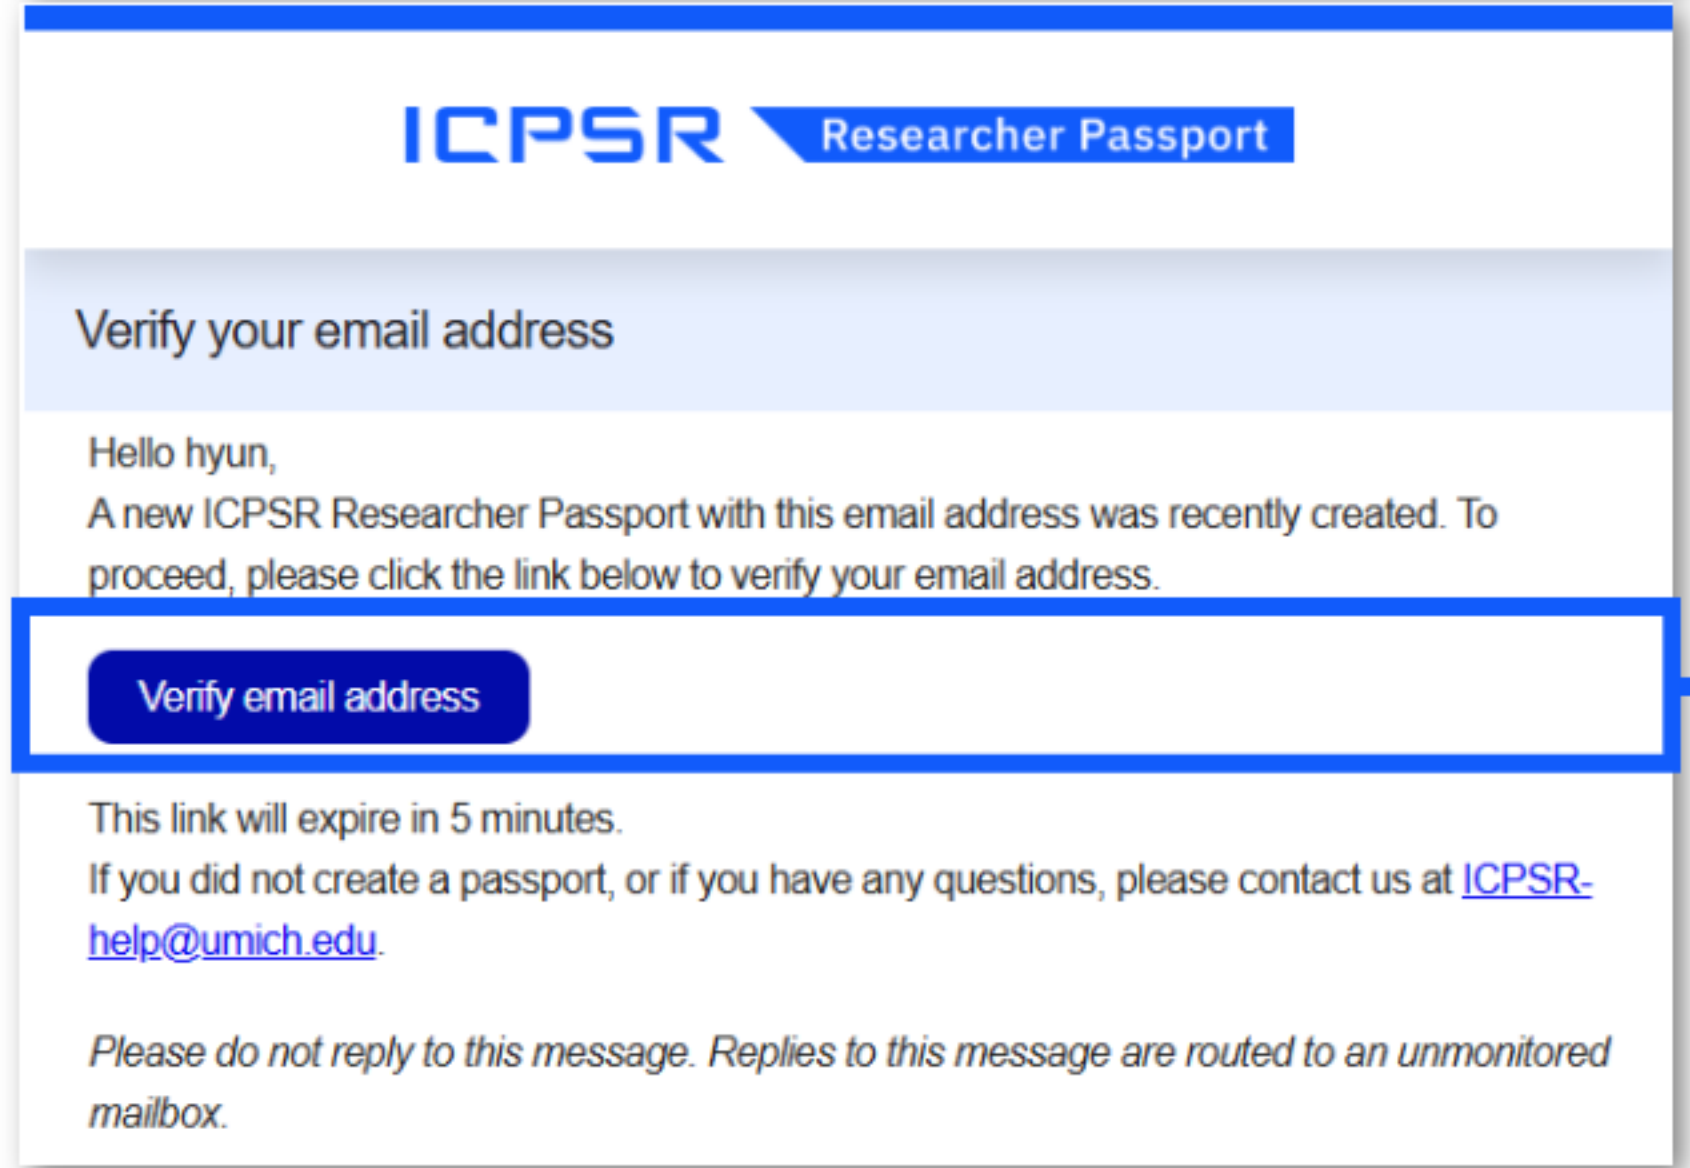 ICPSR Researcher Passport
Verify your email address
Hello hyun,
A new ICPSR Researcher Passport with this email address was recently created. To
proceed, please click the link below to verify your email address.
Verify email address
This link will expire in 5 minutes.
If you did not create a passport, or if you have any questions, please contact us at ICPSR-
help@umich.edu.
Please do not reply to this message. Replies to this message are routed to an unmonitored
mailbox.